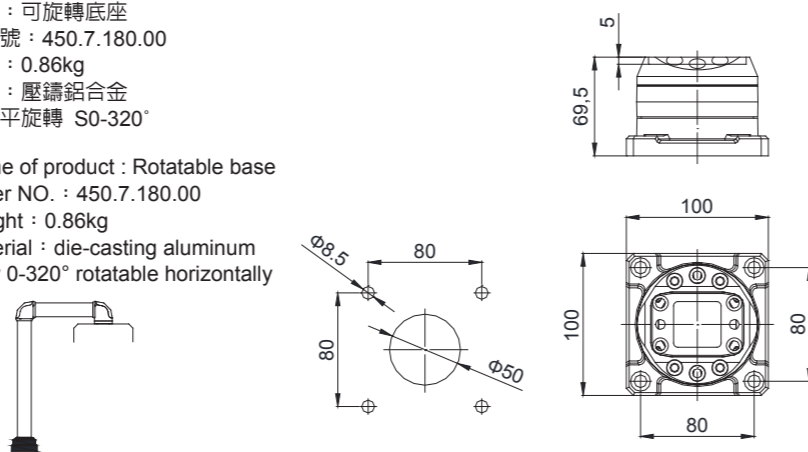 ：可旋轉底座
號：450.7.180.00
：0.86kg
：壓鑄鋁合金
平旋轉 S0-320°
e of product : Rotatable base
er NO.：450.7.180.00
ght：0.86kg
erial：die-casting aluminum
0-320° rotatable horizontally
5
69,5
100
100
80
80
Φ8.5
80
80
Φ50